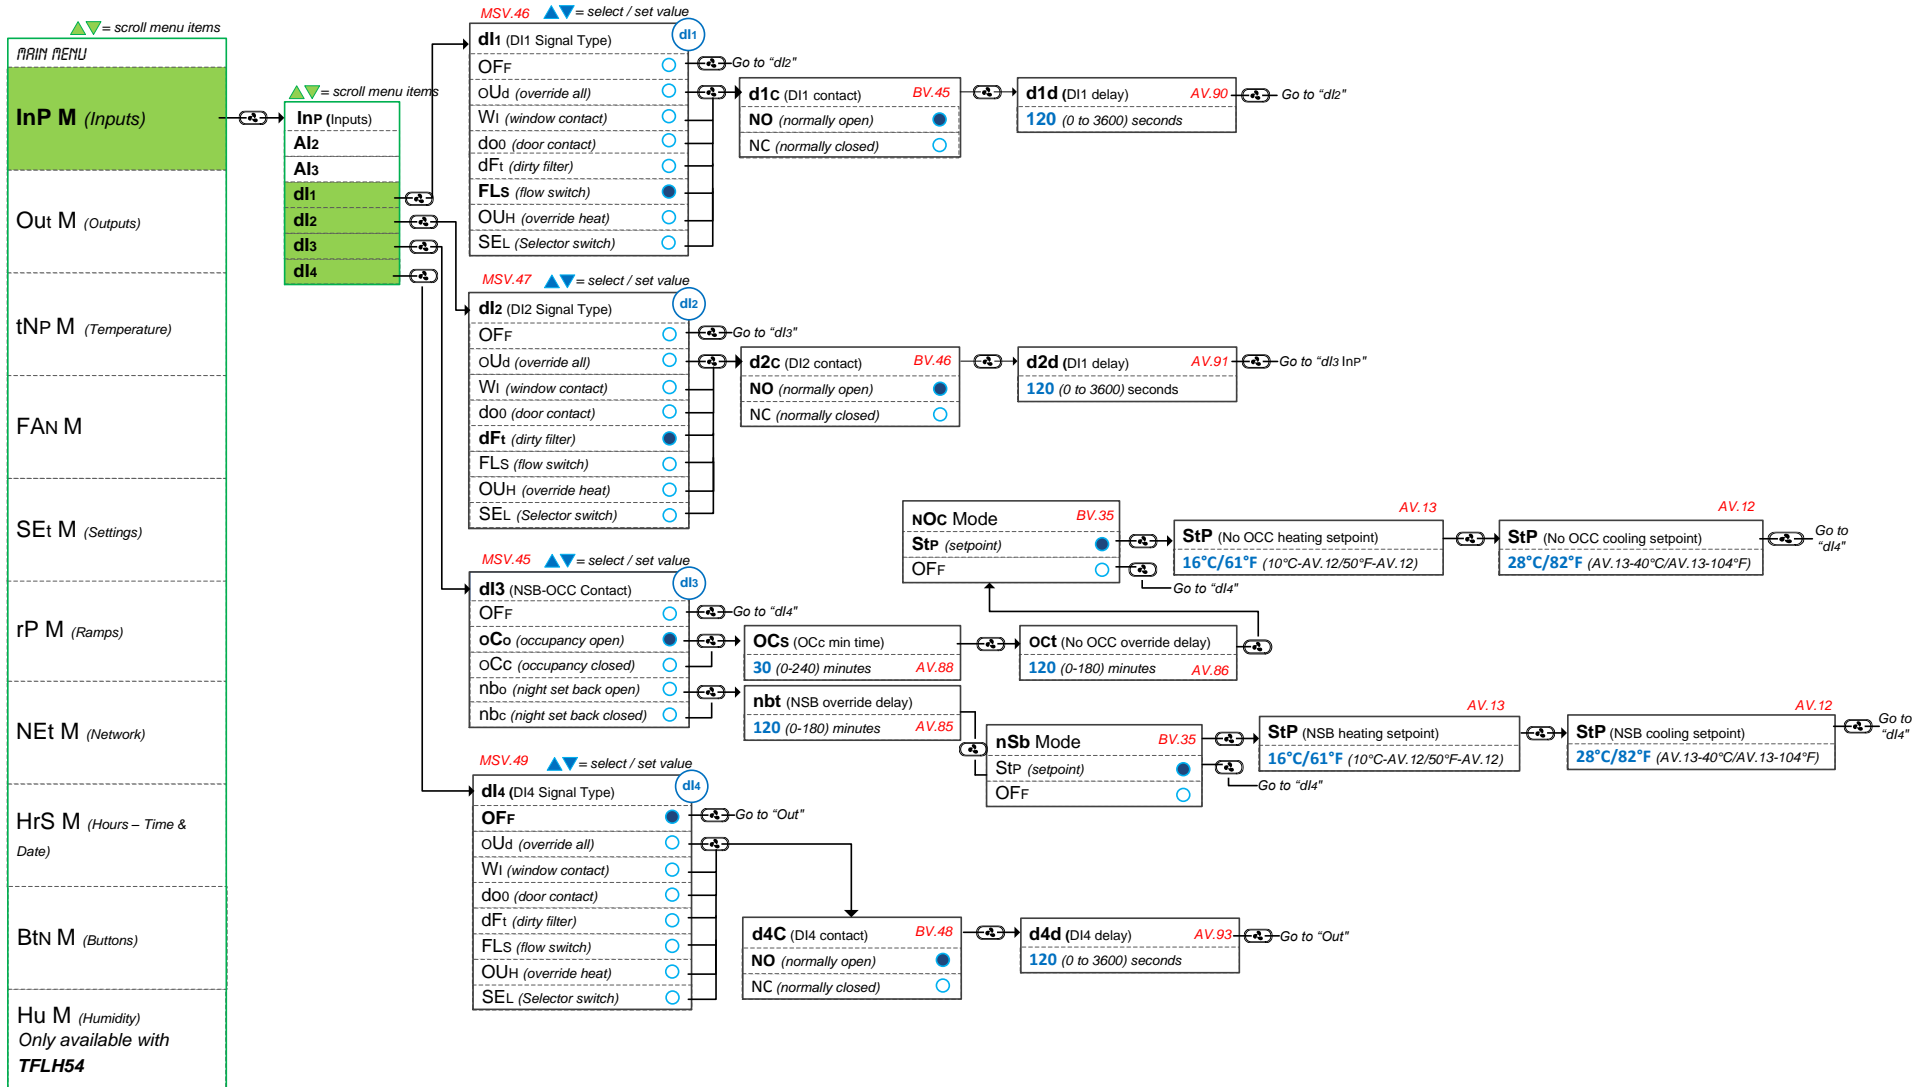 = scroll menu items
MAIN MENU
InP M (Inputs)
Out M (Outputs)
tNP M (Temperature)
FAN M
SEt M (Settings)
rP M (Ramps)
NEt M (Network)
HrS M (Hours – Time &
Date)
BtN M (Buttons)
Hu M (Humidity)
Only available with
TFLH54
= scroll menu items
InP (Inputs)
AI2
AI3
dI1
dI2
dI3
dI4
MSV.46 = select / set value
dI1 (DI1 Signal Type)
dI1
OFF
Go to “dI2”
oUd (override all)
WI (window contact)
do0 (door contact)
dFt (dirty filter)
FLs (flow switch)
OUH (override heat)
SEL (Selector switch)
d1c (DI1 contact) BV.45
NO (normally open)
NC (normally closed)
d1d (DI1 delay) AV.90
120 (0 to 3600) seconds
Go to “dI2”
MSV.47 = select / set value
dI2 (DI2 Signal Type)
dI2
OFF
Go to “dI3”
oUd (override all)
WI (window contact)
do0 (door contact)
dFt (dirty filter)
FLS (flow switch)
OUH (override heat)
SEL (Selector switch)
d2c (DI2 contact) BV.46
NO (normally open)
NC (normally closed)
d2d (DI1 delay) AV.91
120 (0 to 3600) seconds
Go to “dI3 InP”
MSV.45 = select / set value
dI3 (NSB-OCC Contact)
dI3
OFF
Go to “dI4”
oCo (occupancy open)
oCc (occupancy closed)
nbo (night set back open)
nbc (night set back closed)
OCs (OCc min time)
30 (0-240) minutes AV.88
OCt (No OCC override delay)
120 (0-180) minutes AV.86
NOc Mode BV.35
StP (setpoint)
OFF
Go to “dI4”
AV.13
StP (No OCC heating setpoint)
16°C/61°F (10°C-AV.12/50°F-AV.12)
AV.12
StP (No OCC cooling setpoint)
28°C/82°F (AV.13-40°C/AV.13-104°F)
Go to
“dI4”
nbt (NSB override delay)
120 (0-180) minutes AV.85
nSb Mode BV.35
StP (setpoint)
OFF
Go to “dI4”
AV.13
StP (NSB heating setpoint)
16°C/61°F (10°C-AV.12/50°F-AV.12)
AV.12
StP (NSB cooling setpoint)
28°C/82°F (AV.13-40°C/AV.13-104°F)
Go to
“dI4”
MSV.49 = select / set value
dI4 (DI4 Signal Type)
dI4
OFF
Go to “Out”
oUd (override all)
WI (window contact)
do0 (door contact)
dFt (dirty filter)
FLS (flow switch)
OUH (override heat)
SEL (Selector switch)
d4C (DI4 contact) BV.48
NO (normally open)
NC (normally closed)
d4d (DI4 delay) AV.93
120 (0 to 3600) seconds
Go to “Out”